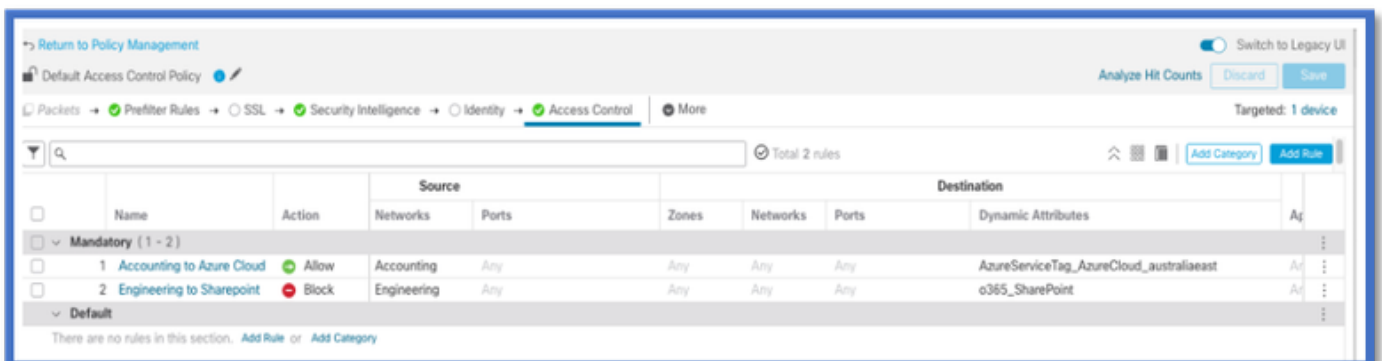 Return to Policy Management
Switch to Legacy UI
Default Access Control Policy
Analyze Hit Counts Discard Save
Packets → Prefilter Rules → SSL → Security Intelligence → Identity → Access Control More Targeted: 1 device
Total 2 rules Add Category Add Rule
Source Destination
Name Action Networks Ports Zones Networks Ports Dynamic Attributes Ap
Mandatory (1 - 2)
1 Accounting to Azure Cloud Allow Accounting Any Any Any Any AzureServiceTag_AzureCloud_australiaeast An
2 Engineering to Sharepoint Block Engineering Any Any Any Any o365_SharePoint An
Default
There are no rules in this section. Add Rule or Add Category